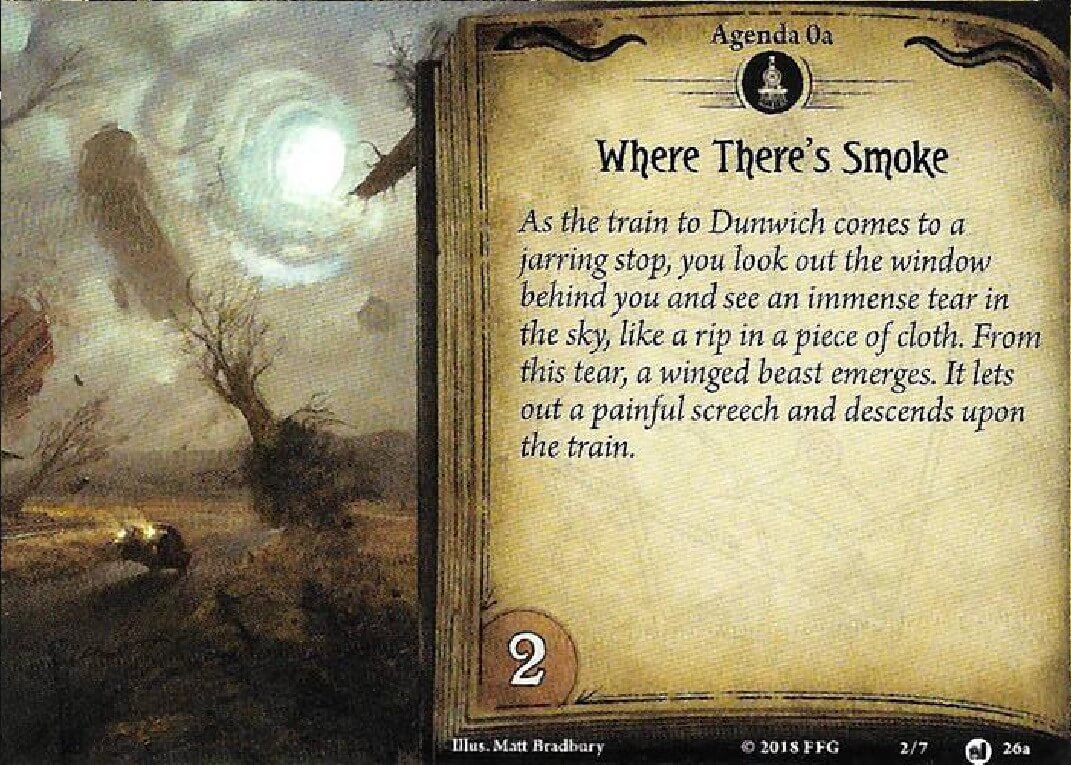 Agenda 0a
Where There's Smoke
As the train to Dunwich comes to a
jarring stop, you look out the window
behind you and see an immense tear in
the sky, like a rip in a piece of cloth. From
this tear, a winged beast emerges. It lets
out a painful screech and descends upon
the train.
2
Illus. Matt Bradbury
© 2018 FFG
2/7
26a